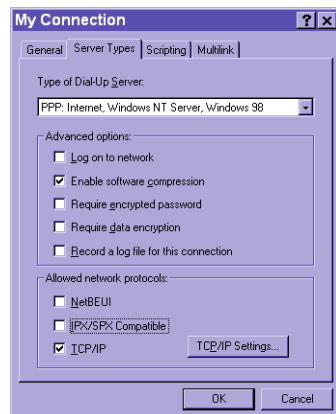 My Connection
General Server Types Scripting Multilink
Type of Dial-Up Server:
PPP: Internet, Windows NT Server, Windows 98
Advanced options:
Log on to network
Enable software compression
Require encrypted password
Require data encryption
Record a log file for this connection
Allowed network protocols:
NetBEUI
IPX/SPX Compatible
TCP/IP TCP/IP Settings...
OK Cancel